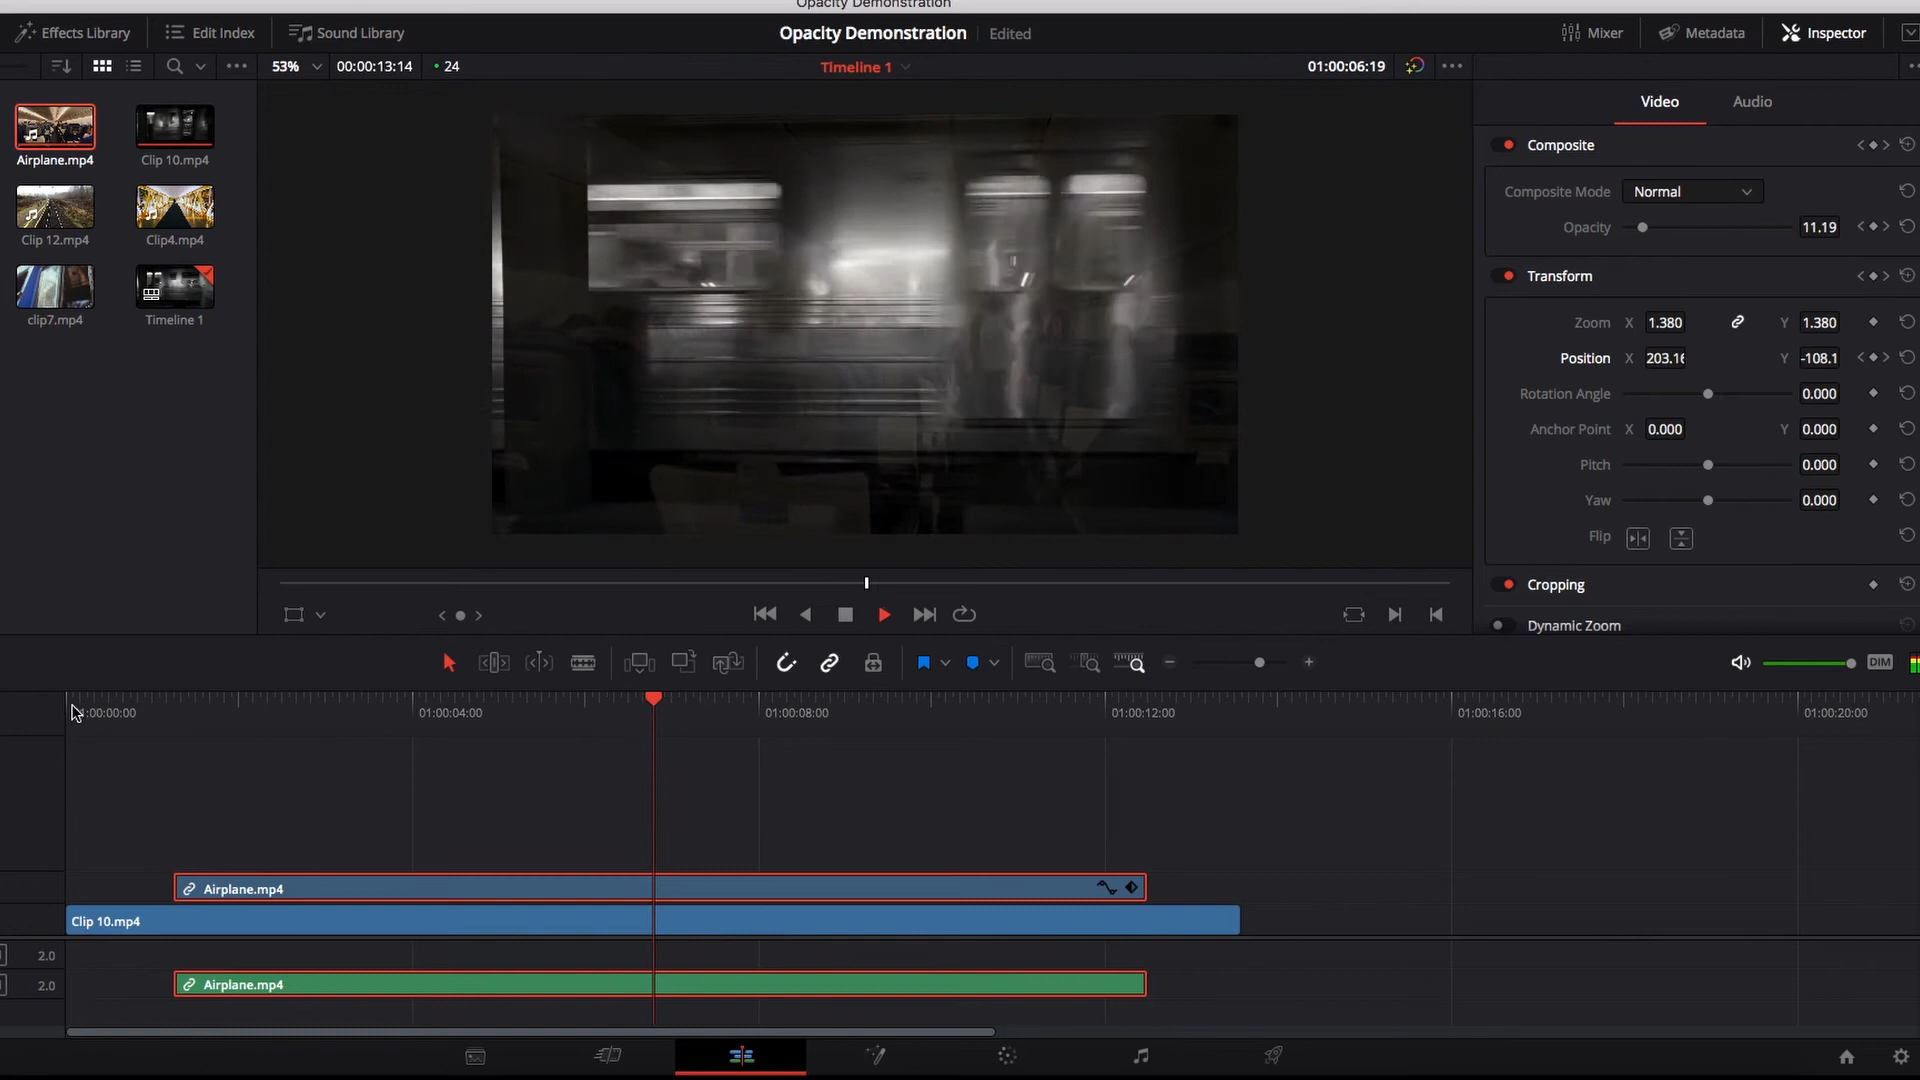 Opacity Demonstration
Effects Library
Edit Index
Sound Library
Opacity Demonstration
Edited
Mixer
Metadata
Inspector
53%
00:00:13:14
24
Timeline 1
01:00:06:19
Airplane.mp4
Clip 10.mp4
Clip 12.mp4
Clip4.mp4
clip7.mp4
Timeline 1
Video
Audio
Composite
Composite Mode Normal
Opacity 11.19
Transform
Zoom X 1.380 Y 1.380
Position X 203.16 Y -108.1
Rotation Angle 0.000
Anchor Point X 0.000 Y 0.000
Pitch 0.000
Yaw 0.000
Flip
Cropping
Dynamic Zoom
DIM
:00:00:00
01:00:04:00
01:00:08:00
01:00:12:00
01:00:16:00
01:00:20:00
Airplane.mp4
Clip 10.mp4
2.0
2.0
Airplane.mp4